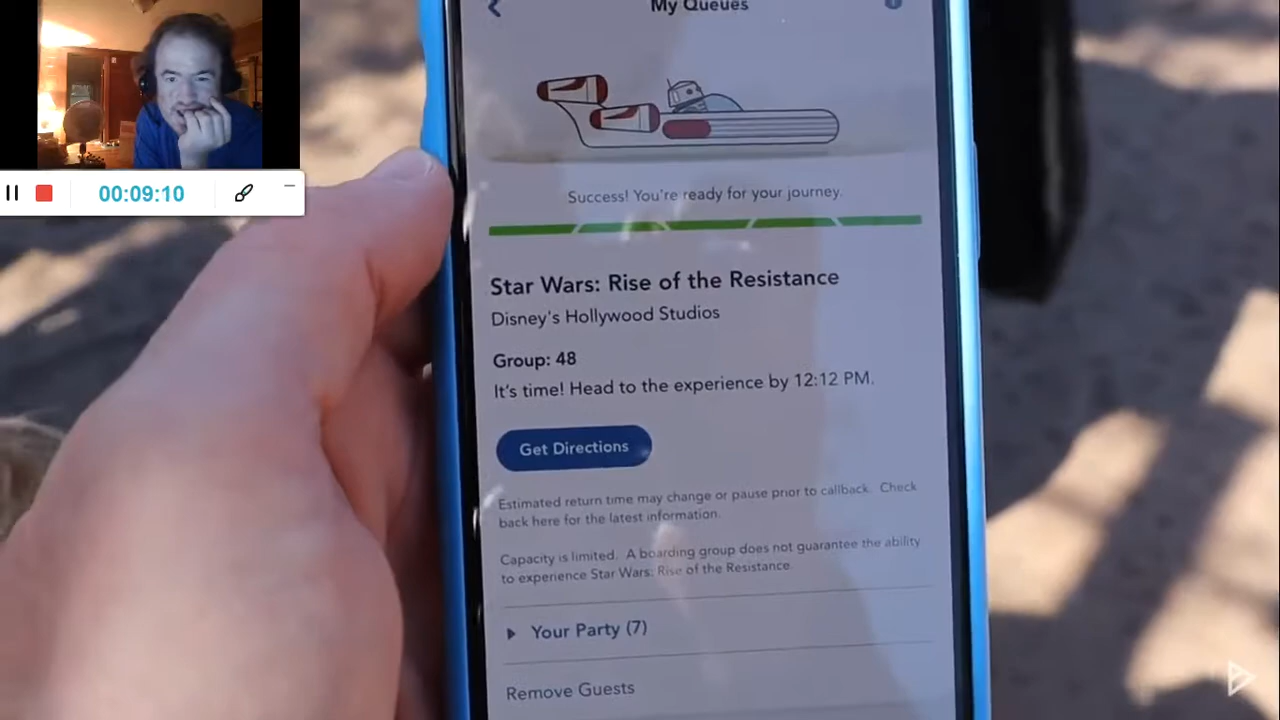 My Queues
00:09:10
Success! You're ready for your journey.
Star Wars: Rise of the Resistance
Disney's Hollywood Studios
Group: 48
It's time! Head to the experience by 12:12 PM.
Get Directions
Estimated return time may change or pause prior to callback. Check
back here for the latest information.
Capacity is limited. A boarding group does not guarantee the ability
to experience Star Wars: Rise of the Resistance.
Your Party (7)
Remove Guests